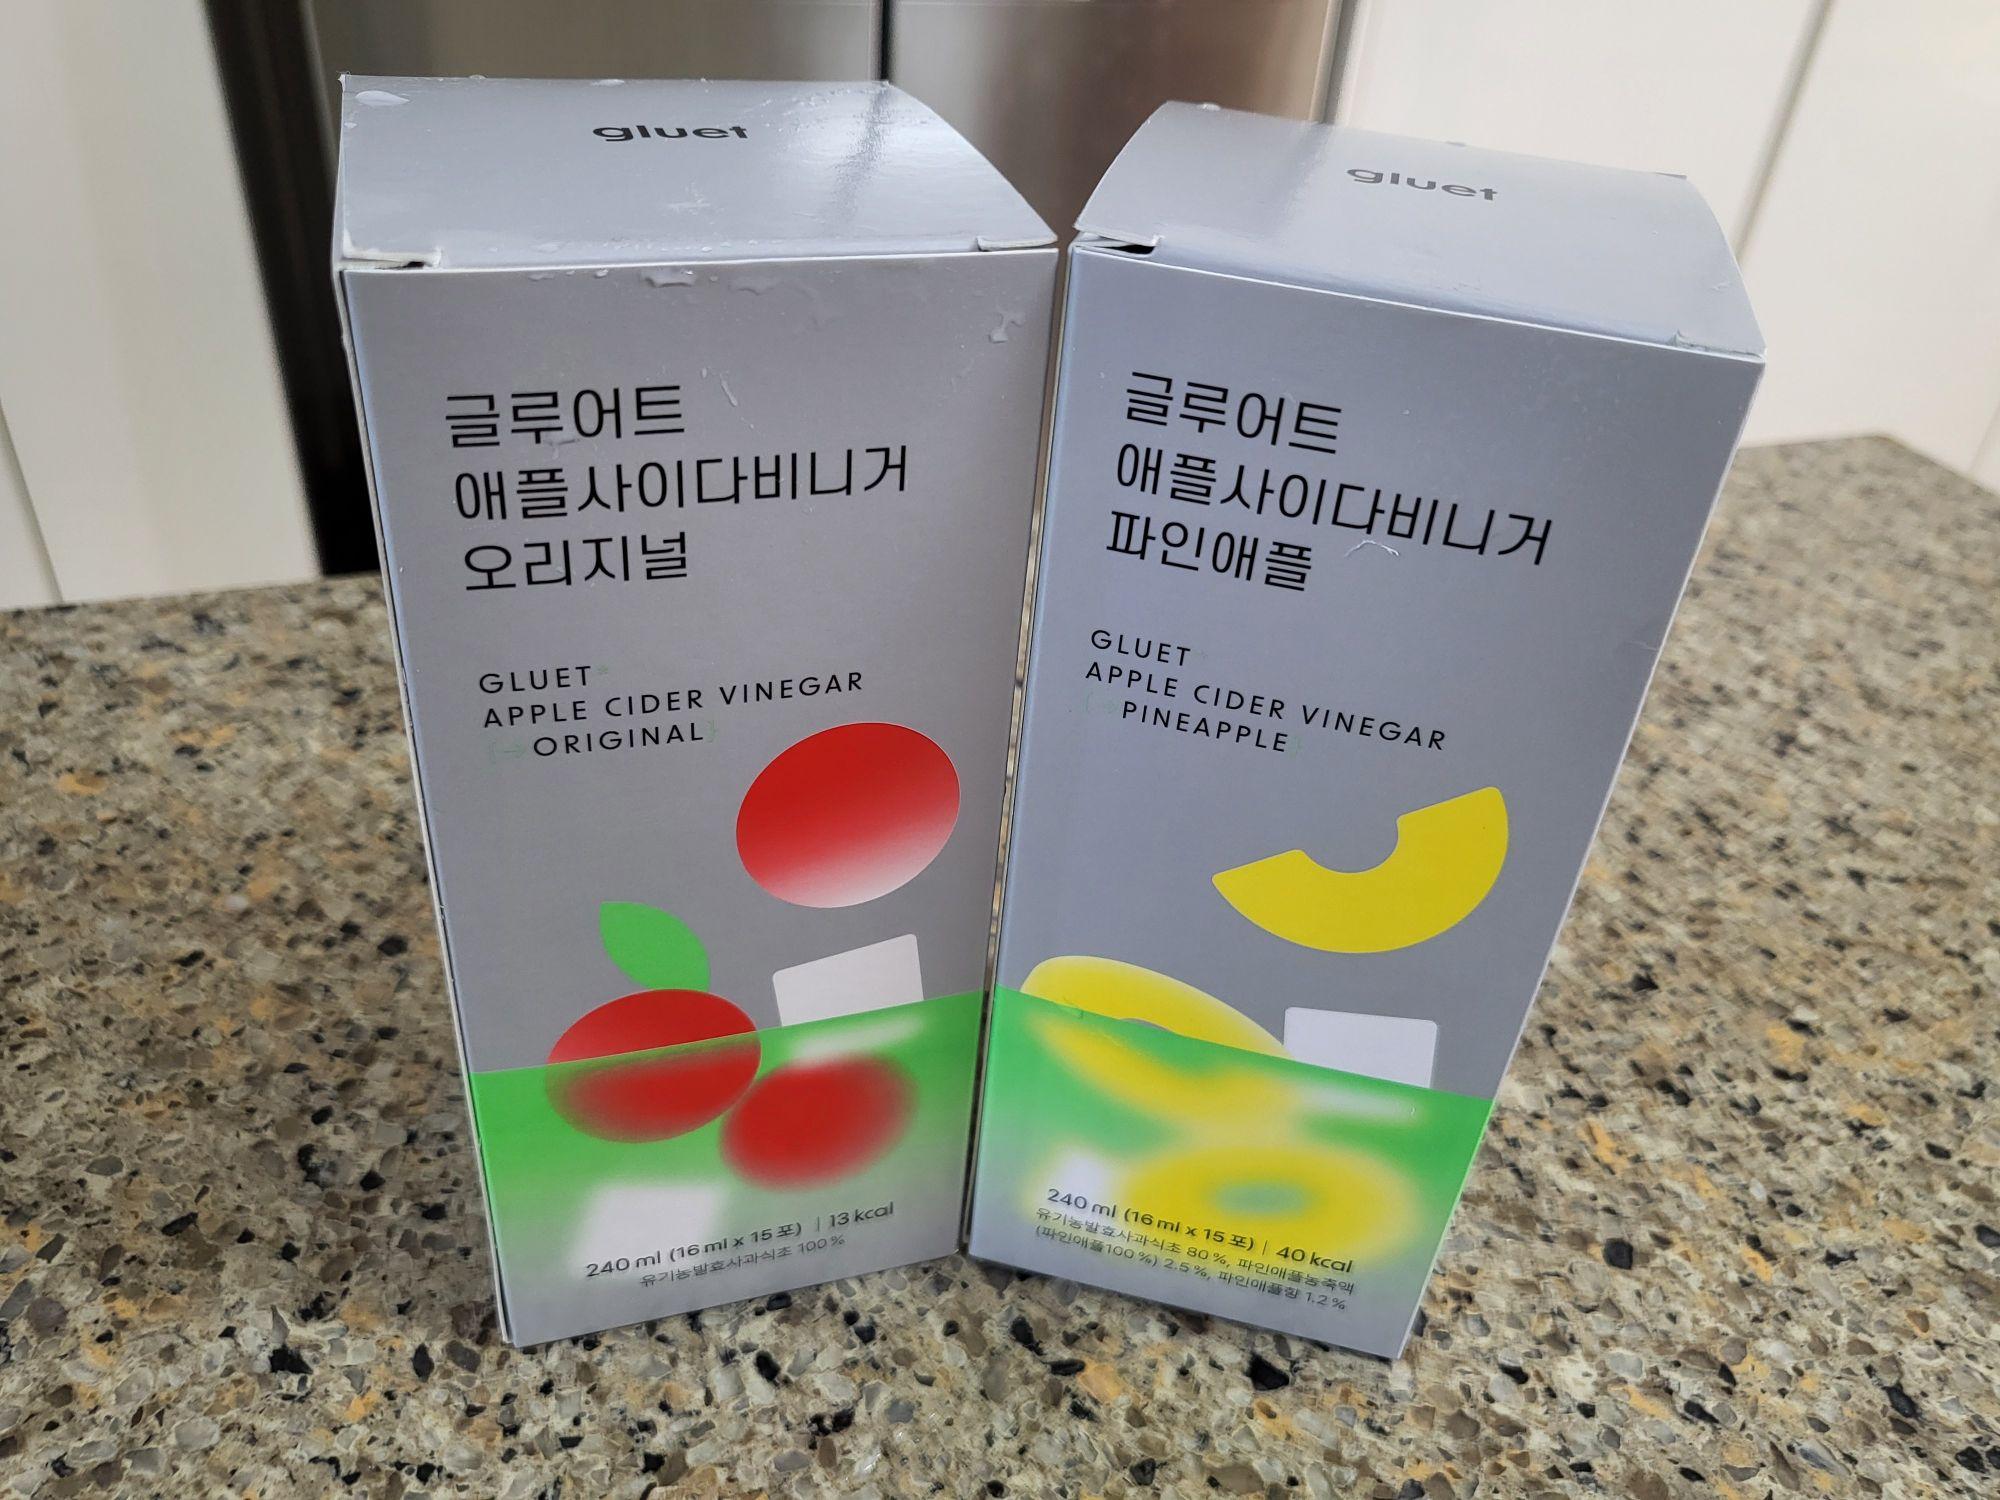 gluet
글루어트
애플사이다비니거
오리지널
GLUET*
APPLE CIDER VINEGAR
{→ORIGINAL}
240 ml (16 ml x 15 포) | 13 kcal
유기농발효사과식초 100 %
gluet
글루어트
애플사이다비니거
파인애플
GLUET*
APPLE CIDER VINEGAR
{→PINEAPPLE}
240 ml (16 ml x 15 포) | 40 kcal
유기농발효사과식초 80 %, 파인애플농축액
(파인애플100 %) 2.5 %, 파인애플향 1.2 %